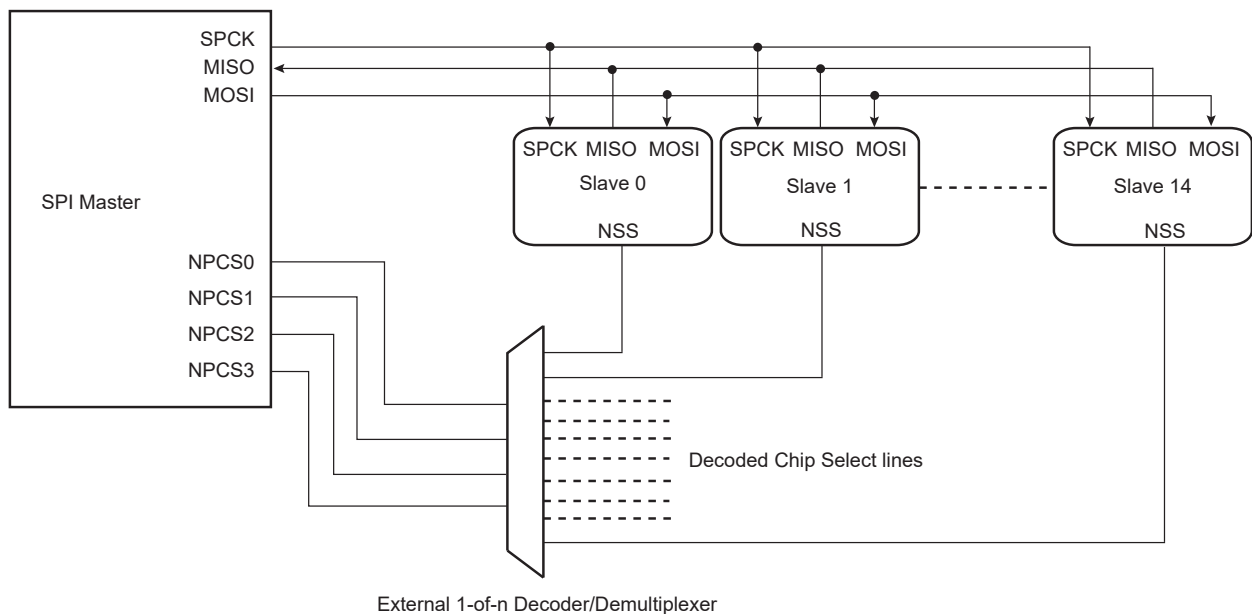 SPCK
MISO
MOSI
SPI Master
NPCS0
NPCS1
NPCS2
NPCS3
SPCK MISO MOSI
Slave 0
NSS
SPCK MISO MOSI
Slave 1
NSS
SPCK MISO MOSI
Slave 14
NSS
Decoded Chip Select lines
External 1-of-n Decoder/Demultiplexer